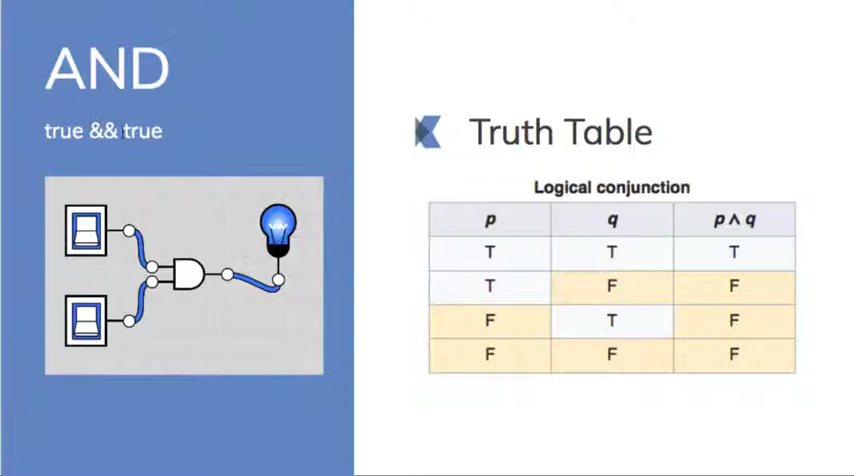 AND
true && true
Truth Table
Logical conjunction
p q p ∧ q
T T T
T F F
F T F
F F F